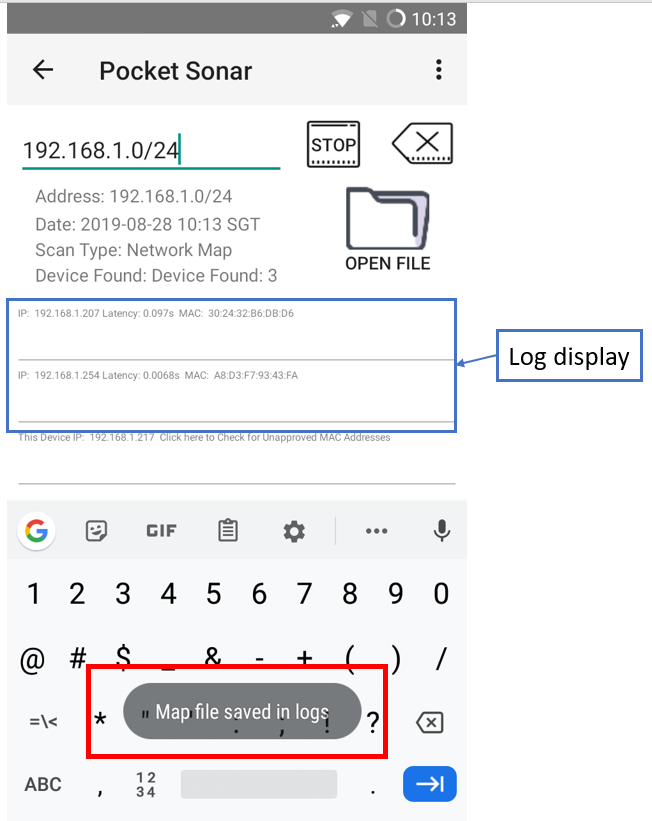 10:13
Pocket Sonar
192.168.1.0/24
STOP
Address: 192.168.1.0/24
Date: 2019-08-28 10:13 SGT
Scan Type: Network Map
Device Found: Device Found: 3
OPEN FILE
IP: 192.168.1.207 Latency: 0.097s MAC: 30:24:32:B6:DB:D6
Log display
IP: 192.168.1.254 Latency: 0.0068s MAC: A8:D3:F7:93:43:FA
This Device IP: 192.168.1.217 Click here to Check for Unapproved MAC Addresses
G GIF
1 2 3 4 5 6 7 8 9 0
@ # $ _ & - + ( ) /
=\< * " ' : ; ! ?
Map file saved in logs
ABC , 1 2 .
3 4